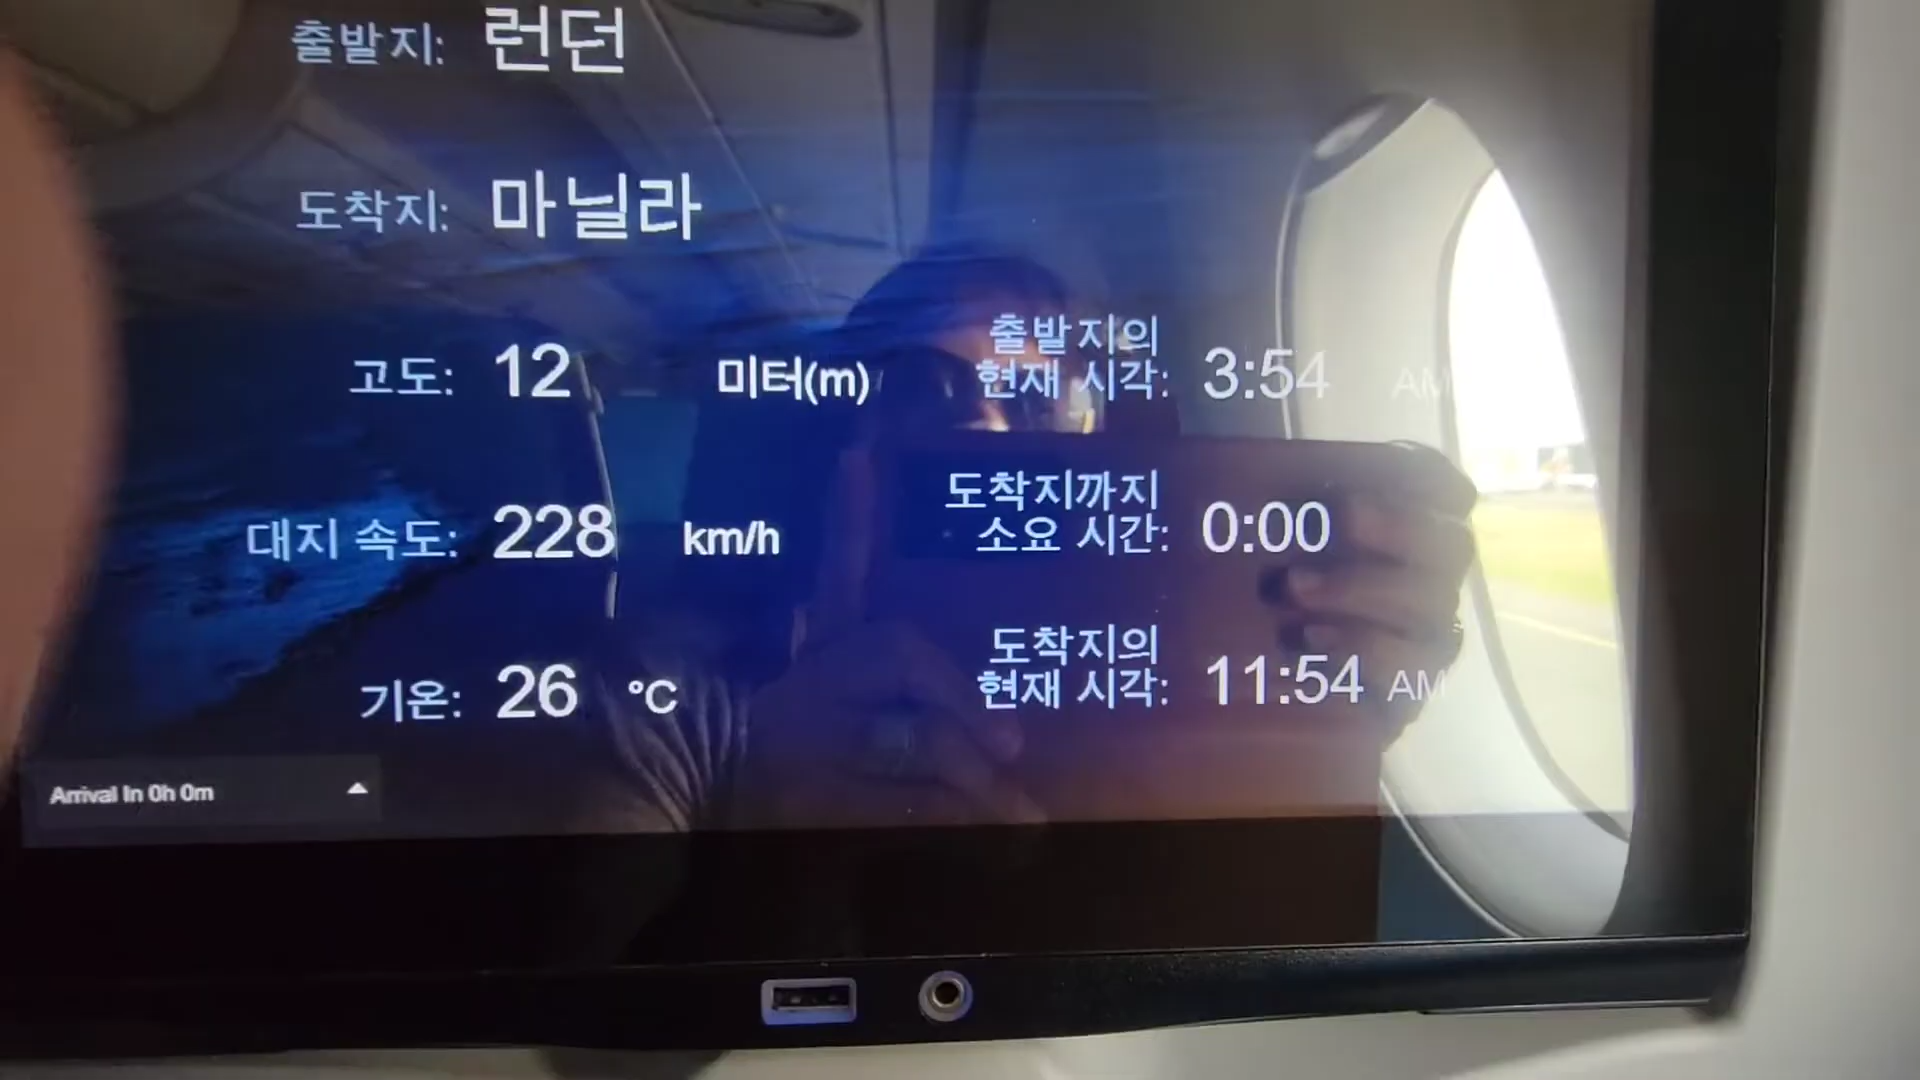 출발지: 런던
도착지: 마닐라
고도: 12 미터(m)
대지 속도: 228 km/h
기온: 26 °C
출발지의
현재 시각: 3:54 AM
도착지까지
소요 시간: 0:00
도착지의
현재 시각: 11:54 AM
Arrival In 0h 0m